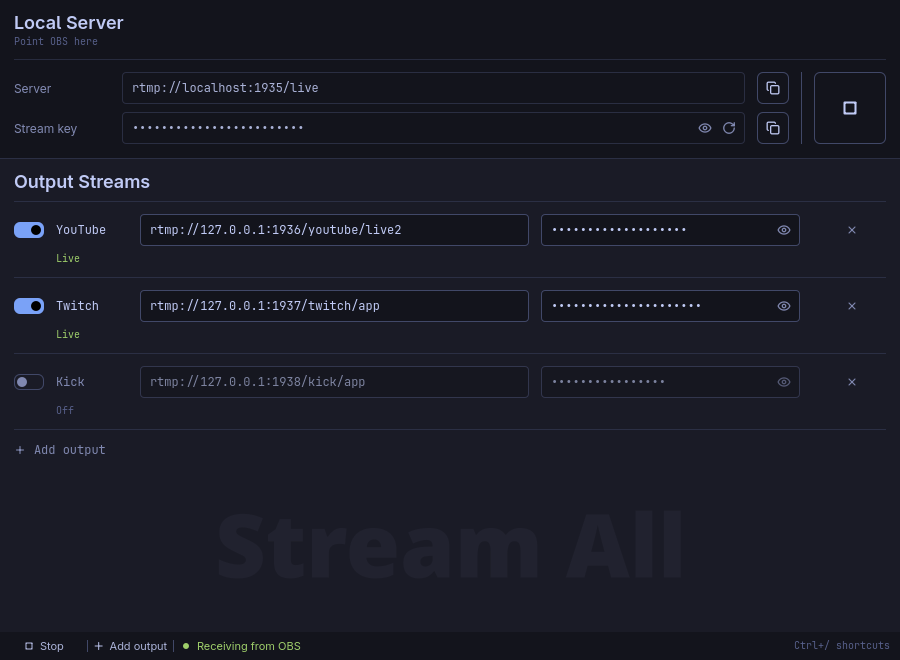 Local Server
Point OBS here
Server
rtmp://localhost:1935/live
Stream key
••••••••••••••••••••••••
Output Streams
YouTube
rtmp://127.0.0.1:1936/youtube/live2
•••••••••••••••••••
Live
Twitch
rtmp://127.0.0.1:1937/twitch/app
•••••••••••••••••••••
Live
Kick
rtmp://127.0.0.1:1938/kick/app
••••••••••••••••
Off
+ Add output
Stream All
Stop
+ Add output
Receiving from OBS
Ctrl+/ shortcuts